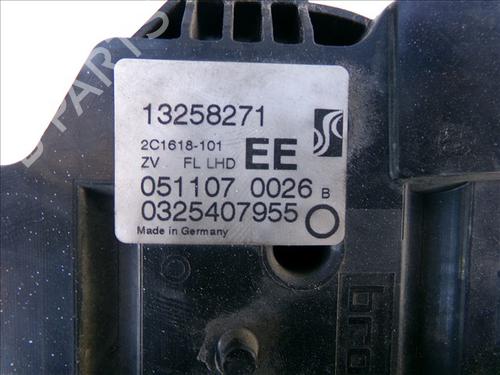 13258271
2C1618-101
ZV FL LHD EE
051107 0026 B
0325407955
Made in Germany
B PARTS